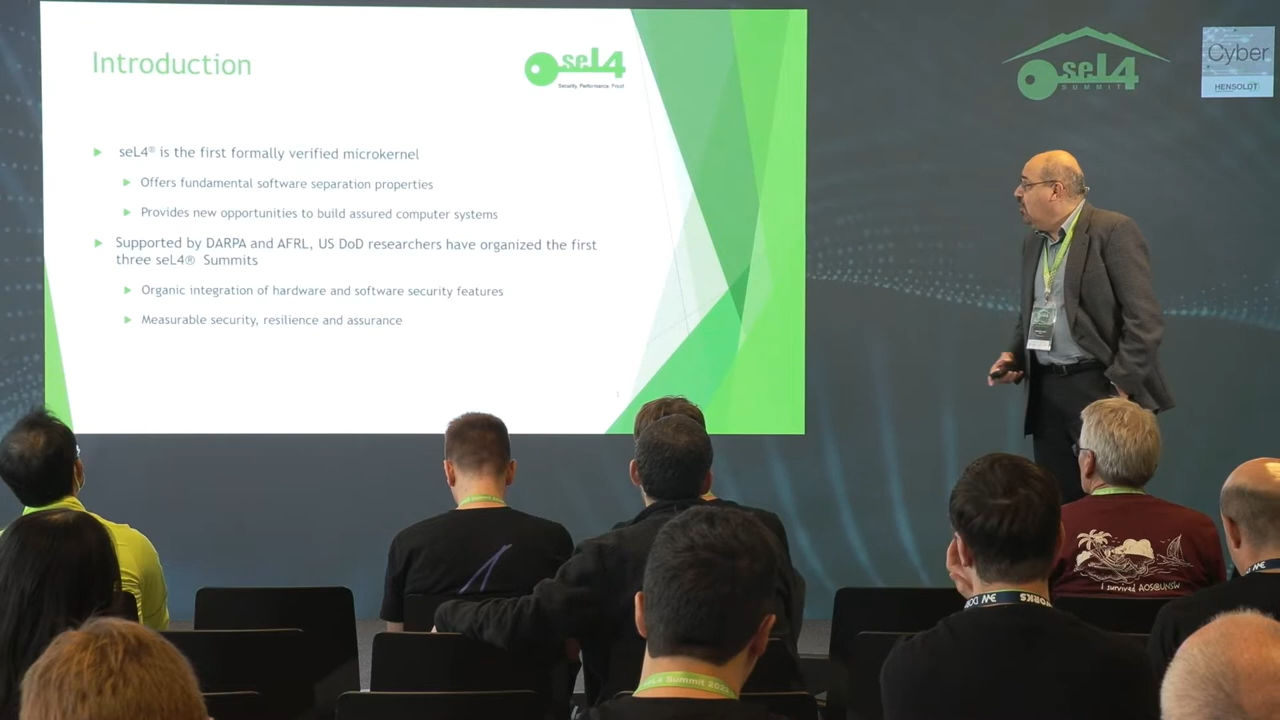 Introduction
seL4
Security. Performance. Proof.
seL4® is the first formally verified microkernel
Offers fundamental software separation properties
Provides new opportunities to build assured computer systems
Supported by DARPA and AFRL, US DoD researchers have organized the first
three seL4® Summits
Organic integration of hardware and software security features
Measurable security, resilience and assurance
seL4
SUMMIT
Cyber
HENSOLDT
i survived AOS@UNSW
seL4 Summit